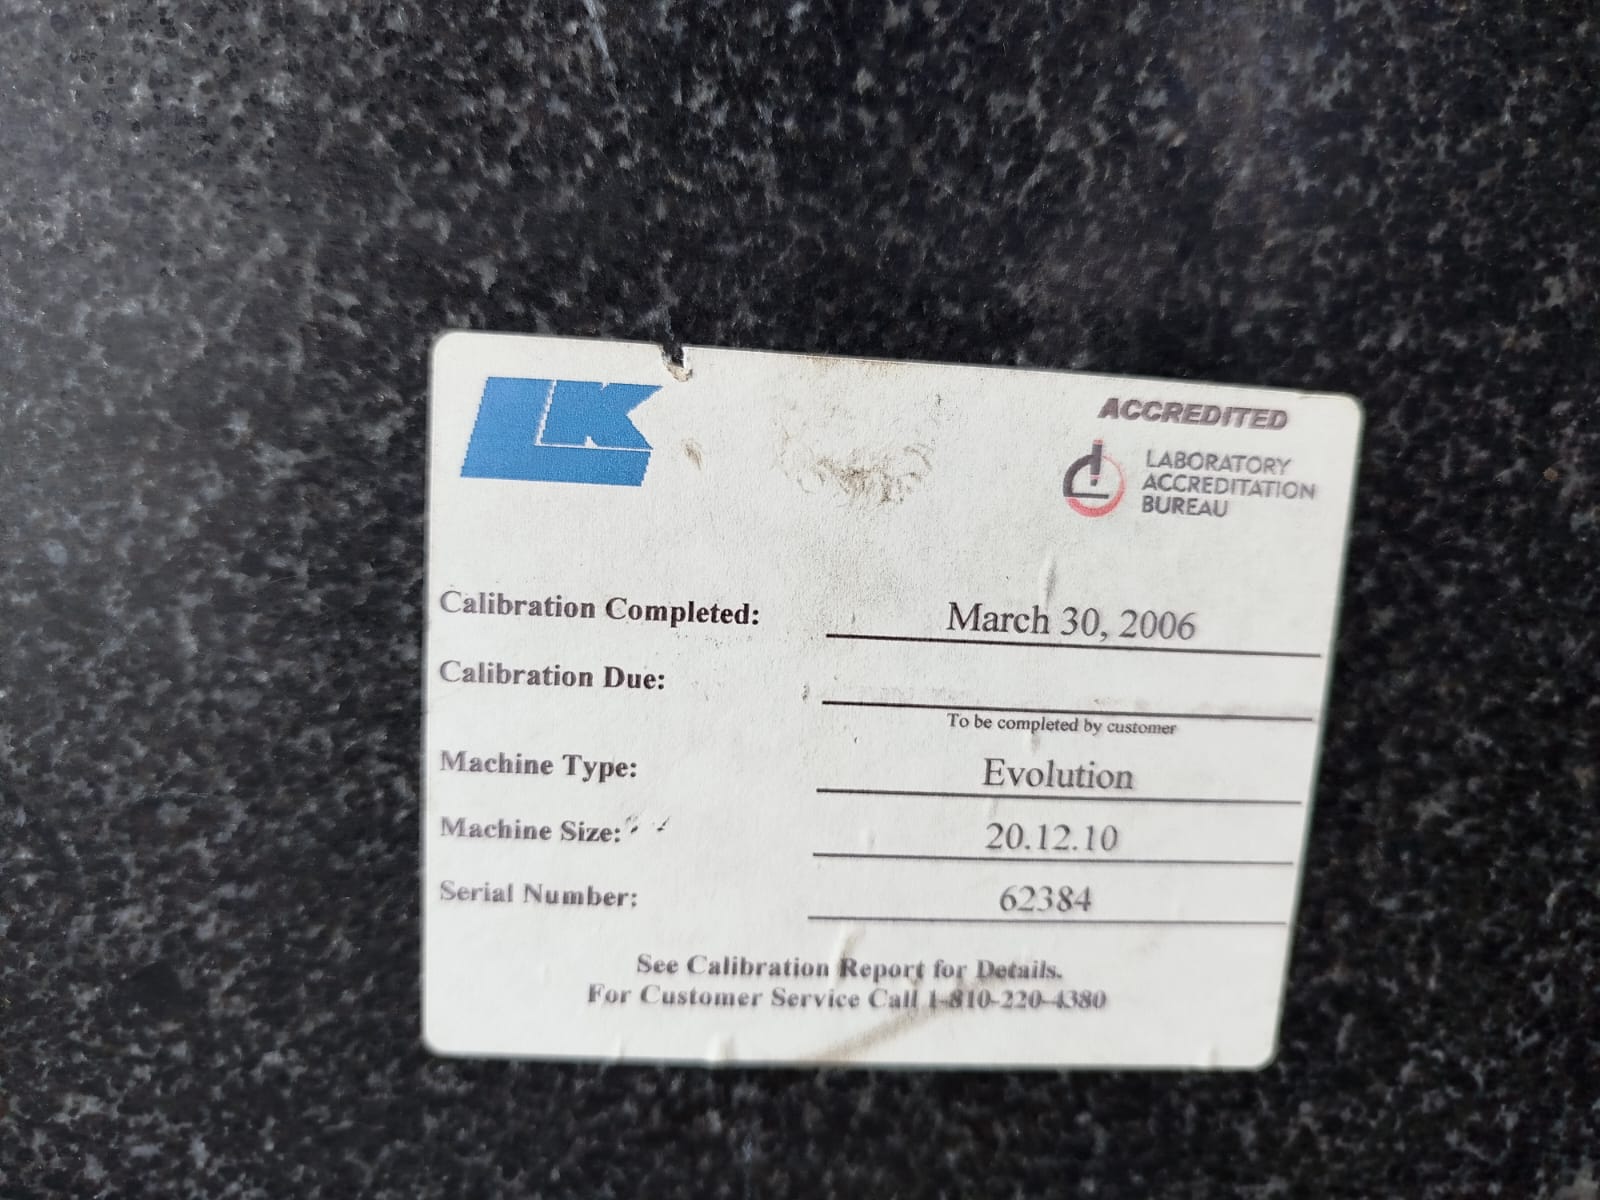 LK
ACCREDITED
LABORATORY
ACCREDITATION
BUREAU
Calibration Completed: March 30, 2006
Calibration Due:
To be completed by customer
Machine Type: Evolution
Machine Size: 20.12.10
Serial Number: 62384
See Calibration Report for Details.
For Customer Service Call 1-810-220-4380